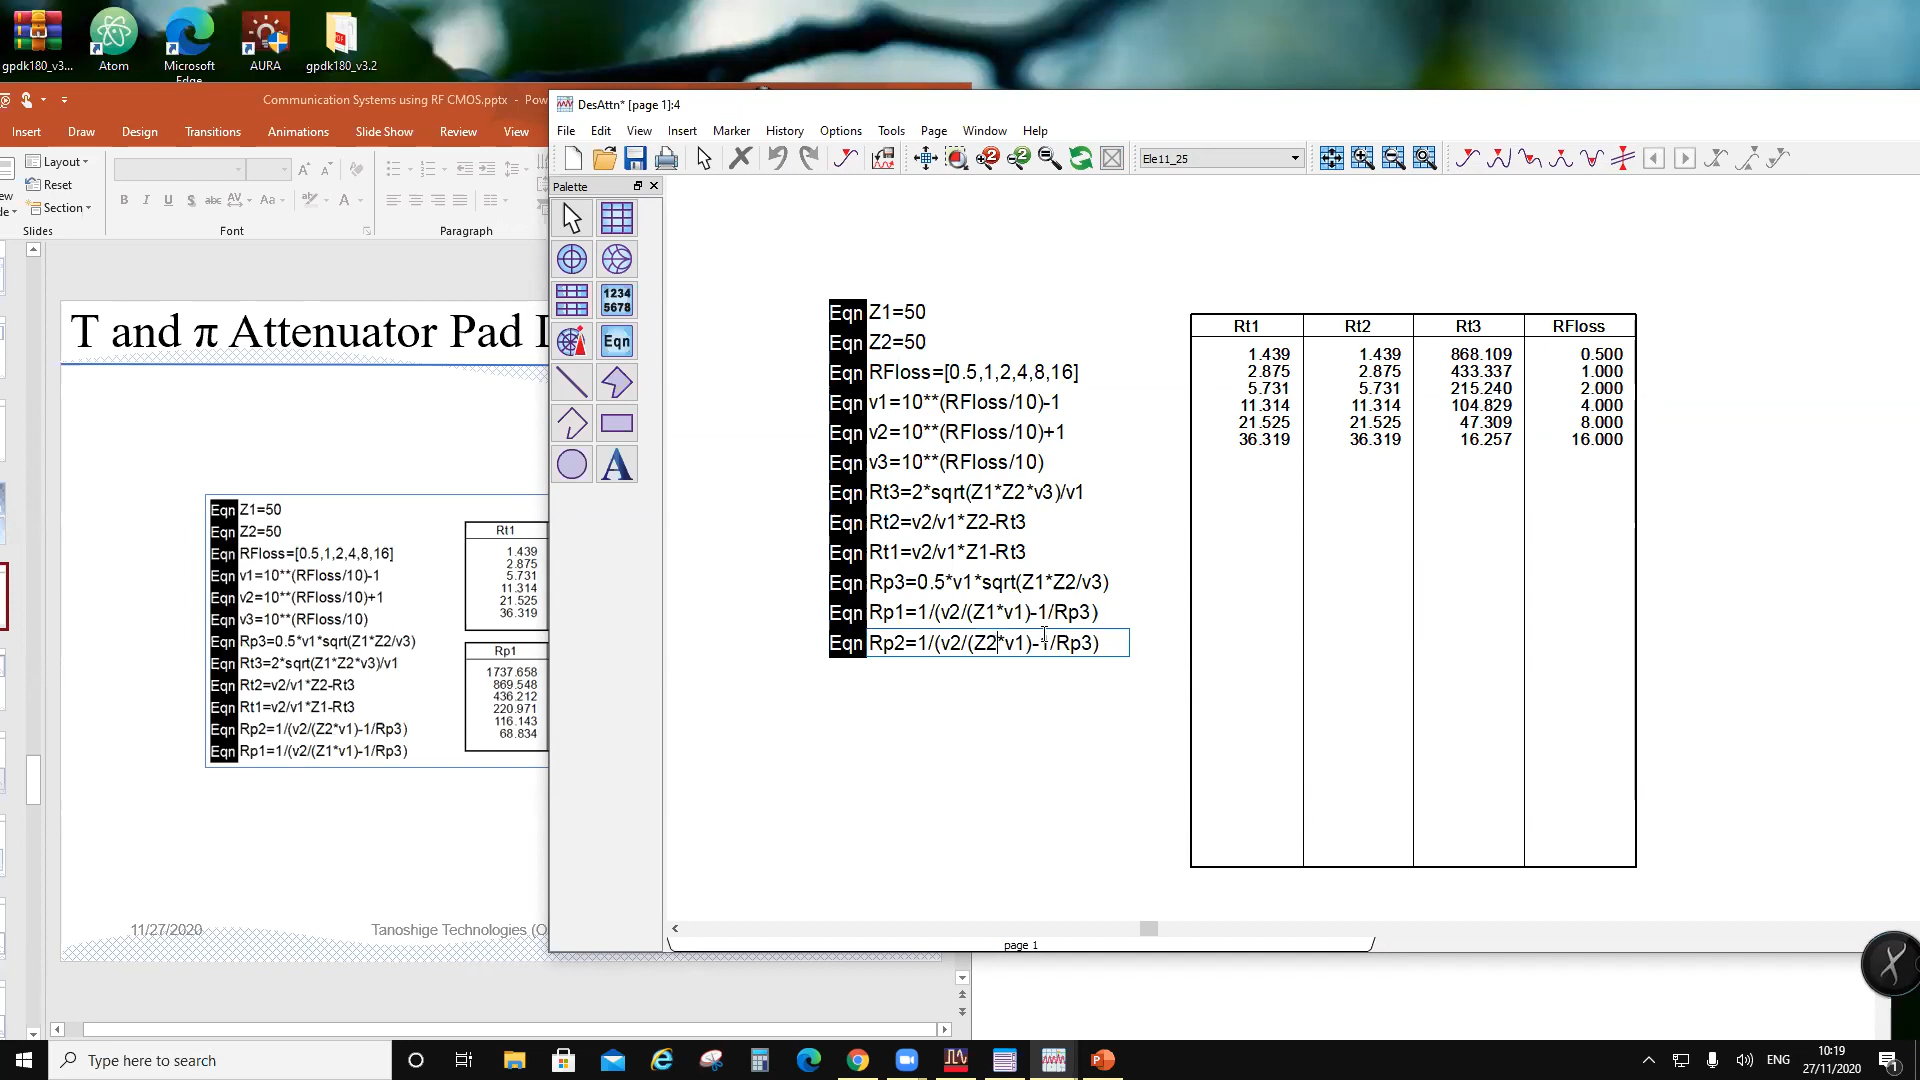 gpdk180_v3...
Atom
Microsoft
Edge
AURA
gpdk180_v3.2
Communication Systems using RF CMOS.pptx - Pow
Insert Draw Design Transitions Animations Slide Show Review View
Layout
Reset
Section
Slides
Font
Paragraph
T and π Attenuator Pad D
Eqn Z1=50
Eqn Z2=50
Eqn RFloss=[0.5,1,2,4,8,16]
Eqn v1=10**(RFloss/10)-1
Eqn v2=10**(RFloss/10)+1
Eqn v3=10**(RFloss/10)
Eqn Rp3=0.5*v1*sqrt(Z1*Z2/v3)
Eqn Rt3=2*sqrt(Z1*Z2*v3)/v1
Eqn Rt2=v2/v1*Z2-Rt3
Eqn Rt1=v2/v1*Z1-Rt3
Eqn Rp2=1/(v2/(Z2*v1)-1/Rp3)
Eqn Rp1=1/(v2/(Z1*v1)-1/Rp3)
Rt1
1.439
2.875
5.731
11.314
21.525
36.319
Rp1
1737.658
869.548
436.212
220.971
116.143
68.834
11/27/2020
Tanoshige Technologies (O
DesAttn* [page 1]:4
File Edit View Insert Marker History Options Tools Page Window Help
Ele11_25
Palette
1234
5678
Eqn
A
Eqn Z1=50
Eqn Z2=50
Eqn RFloss=[0.5,1,2,4,8,16]
Eqn v1=10**(RFloss/10)-1
Eqn v2=10**(RFloss/10)+1
Eqn v3=10**(RFloss/10)
Eqn Rt3=2*sqrt(Z1*Z2*v3)/v1
Eqn Rt2=v2/v1*Z2-Rt3
Eqn Rt1=v2/v1*Z1-Rt3
Eqn Rp3=0.5*v1*sqrt(Z1*Z2/v3)
Eqn Rp1=1/(v2/(Z1*v1)-1/Rp3)
Eqn Rp2=1/(v2/(Z2*v1)-1/Rp3)
Rt1 Rt2 Rt3 RFloss
1.439 1.439 868.109 0.500
2.875 2.875 433.337 1.000
5.731 5.731 215.240 2.000
11.314 11.314 104.829 4.000
21.525 21.525 47.309 8.000
36.319 36.319 16.257 16.000
page 1
Type here to search
ENG
10:19
27/11/2020
1